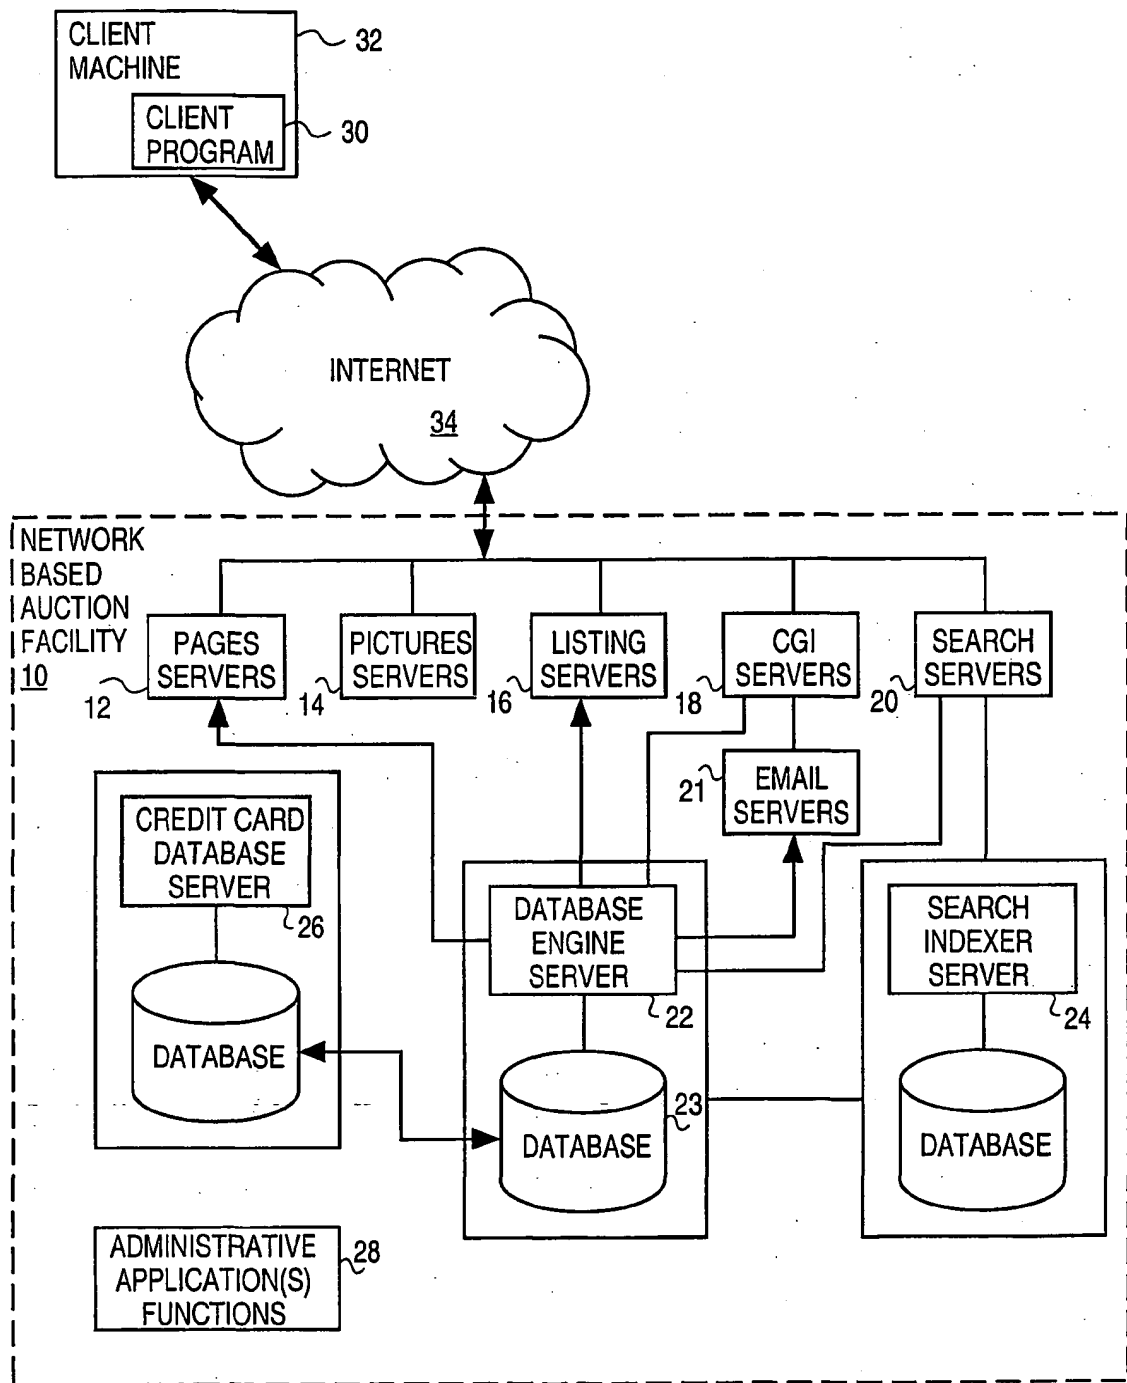 CLIENT
MACHINE
32
CLIENT
PROGRAM
30
INTERNET
34
NETWORK
BASED
AUCTION
FACILITY
10
PAGES
SERVERS
12
PICTURES
SERVERS
14
LISTING
SERVERS
16
CGI
SERVERS
18
SEARCH
SERVERS
20
21
EMAIL
SERVERS
CREDIT CARD
DATABASE
SERVER
26
DATABASE
DATABASE
ENGINE
SERVER
22
DATABASE
23
SEARCH
INDEXER
SERVER
24
DATABASE
ADMINISTRATIVE
APPLICATION(S)
FUNCTIONS
28